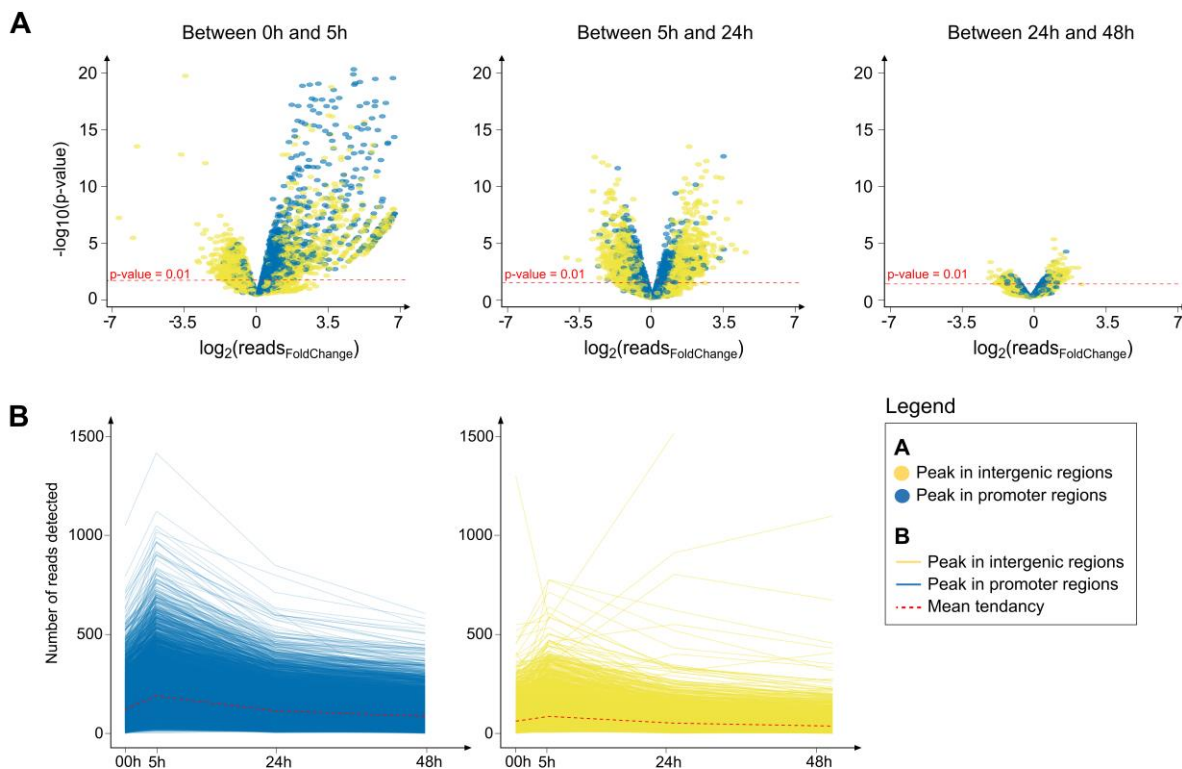 A
Between 0h and 5h
Between 5h and 24h
Between 24h and 48h
-log10(p-value)
20
15
10
5
0
p-value = 0.01
-7
-3.5
0
3.5
7
log2(readsFoldChange)
20
15
10
5
0
p-value = 0.01
-7
-3.5
0
3.5
7
log2(readsFoldChange)
20
15
10
5
0
p-value = 0.01
-7
-3.5
0
3.5
7
log2(readsFoldChange)
B
Number of reads detected
1500
1000
500
0
00h
5h
24h
48h
1500
1000
500
0
00h
5h
24h
48h
Legend
A
Peak in intergenic regions
Peak in promoter regions
B
Peak in intergenic regions
Peak in promoter regions
Mean tendancy